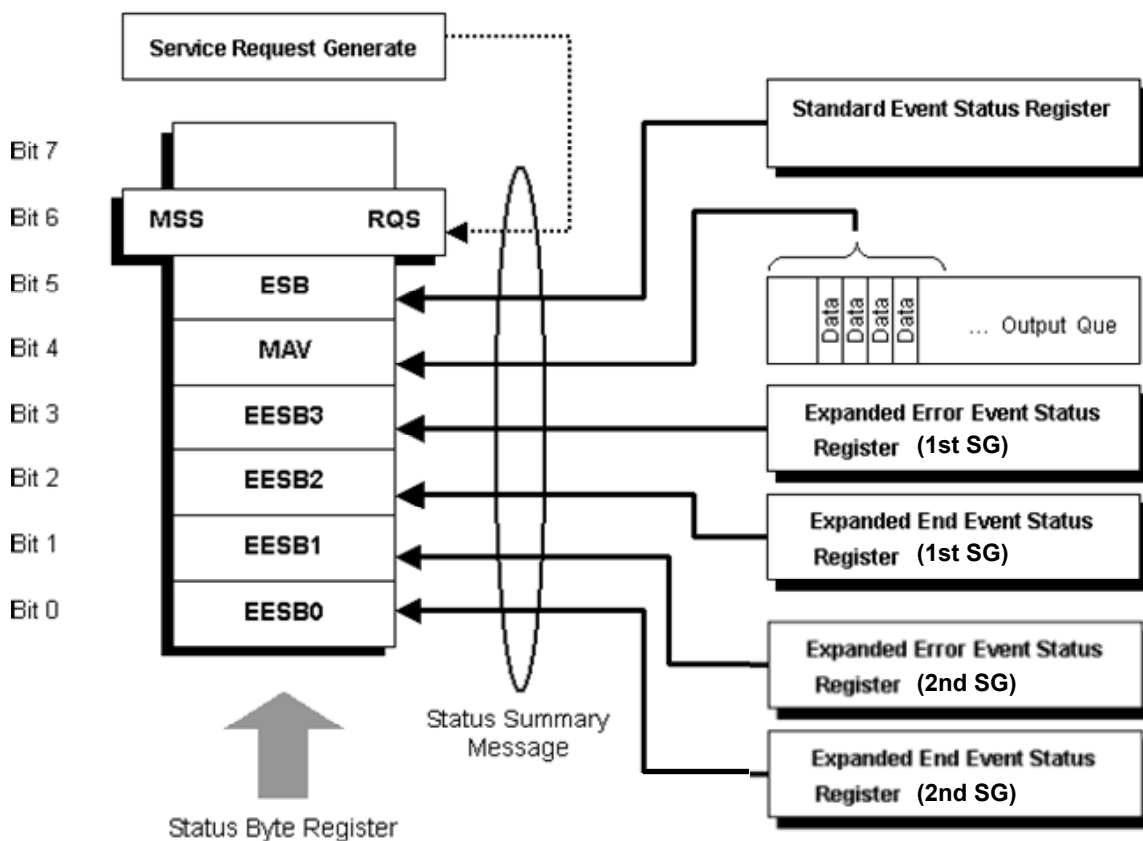 Service Request Generate
Standard Event Status Register
Bit 7
Bit 6
MSS RQS
Bit 5
ESB
Data Data Data Data ... Output Que
Bit 4
MAV
Bit 3
EESB3
Expanded Error Event Status
Register (1st SG)
Bit 2
EESB2
Expanded End Event Status
Register (1st SG)
Bit 1
EESB1
Bit 0
EESB0
Expanded Error Event Status
Register (2nd SG)
Status Summary
Message
Expanded End Event Status
Register (2nd SG)
Status Byte Register